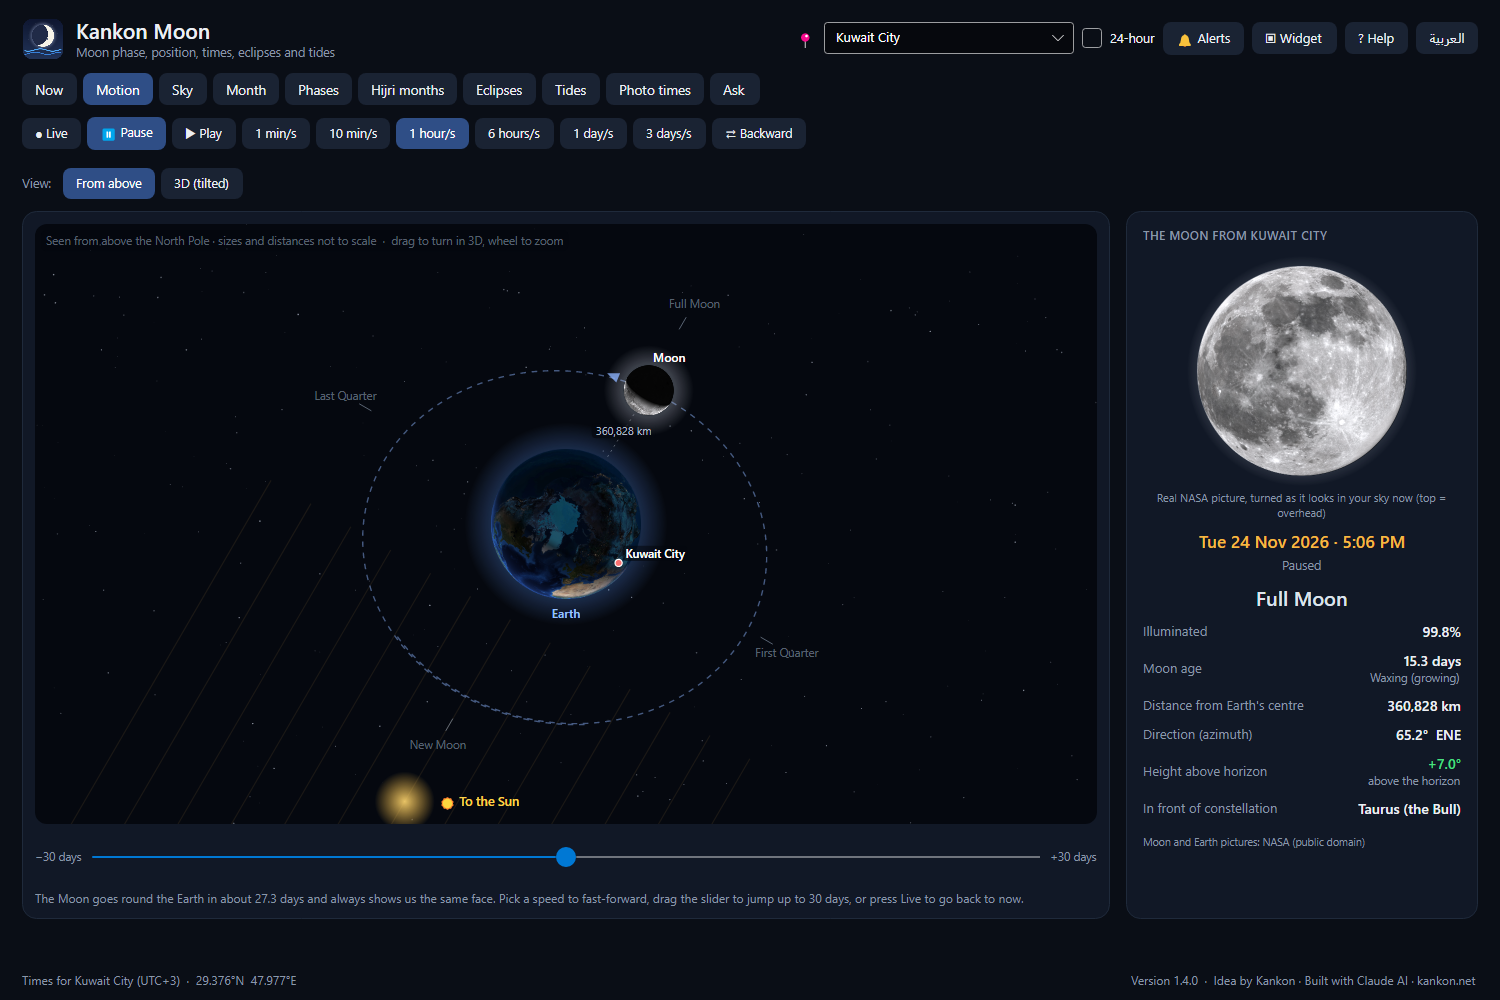 Kankon Moon
Moon phase, position, times, eclipses and tides
Kuwait City
24-hour
Alerts
Widget
? Help
العربية
Now
Motion
Sky
Month
Phases
Hijri months
Eclipses
Tides
Photo times
Ask
● Live
Pause
▶ Play
1 min/s
10 min/s
1 hour/s
6 hours/s
1 day/s
3 days/s
⇄ Backward
View:
From above
3D (tilted)
Seen from above the North Pole · sizes and distances not to scale · drag to turn in 3D, wheel to zoom
Full Moon
Moon
Last Quarter
360,828 km
Kuwait City
Earth
First Quarter
New Moon
To the Sun
−30 days
+30 days
The Moon goes round the Earth in about 27.3 days and always shows us the same face. Pick a speed to fast-forward, drag the slider to jump up to 30 days, or press Live to go back to now.
THE MOON FROM KUWAIT CITY
Real NASA picture, turned as it looks in your sky now (top =
overhead)
Tue 24 Nov 2026 · 5:06 PM
Paused
Full Moon
Illuminated 99.8%
Moon age 15.3 days
Waxing (growing)
Distance from Earth's centre 360,828 km
Direction (azimuth) 65.2° ENE
Height above horizon +7.0°
above the horizon
In front of constellation Taurus (the Bull)
Moon and Earth pictures: NASA (public domain)
Times for Kuwait City (UTC+3) · 29.376°N 47.977°E
Version 1.4.0 · Idea by Kankon · Built with Claude AI · kankon.net